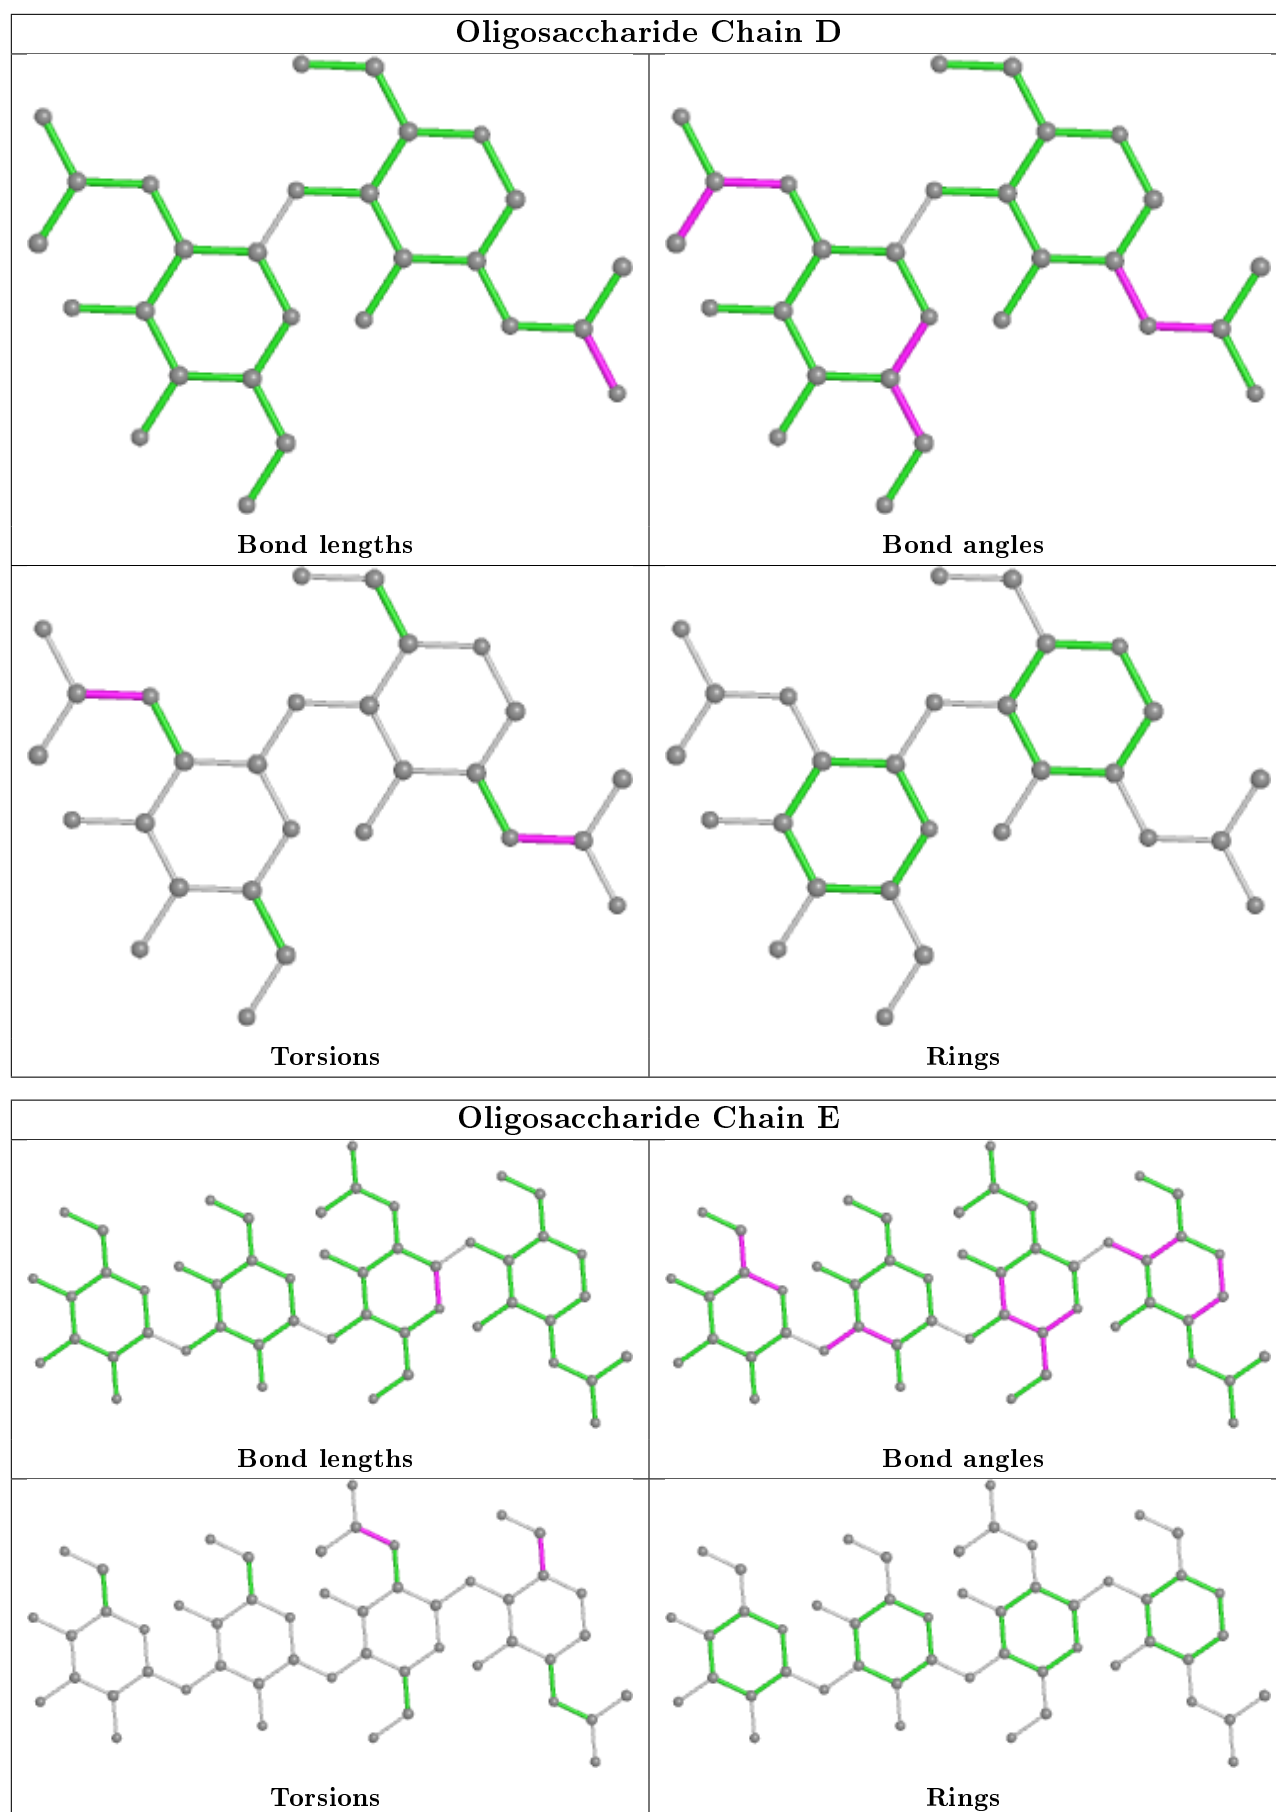 Oligosaccharide Chain D
Bond lengths
Bond angles
Torsions
Rings
Oligosaccharide Chain E
Bond lengths
Bond angles
Torsions
Rings